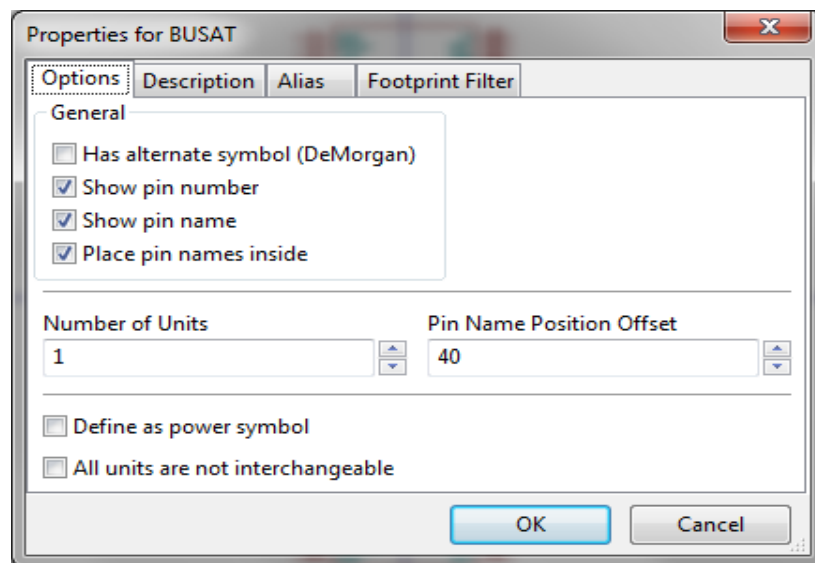 Properties for BUSAT
Options Description Alias Footprint Filter
General
Has alternate symbol (DeMorgan)
Show pin number
Show pin name
Place pin names inside
Number of Units Pin Name Position Offset
1 40
Define as power symbol
All units are not interchangeable
OK Cancel